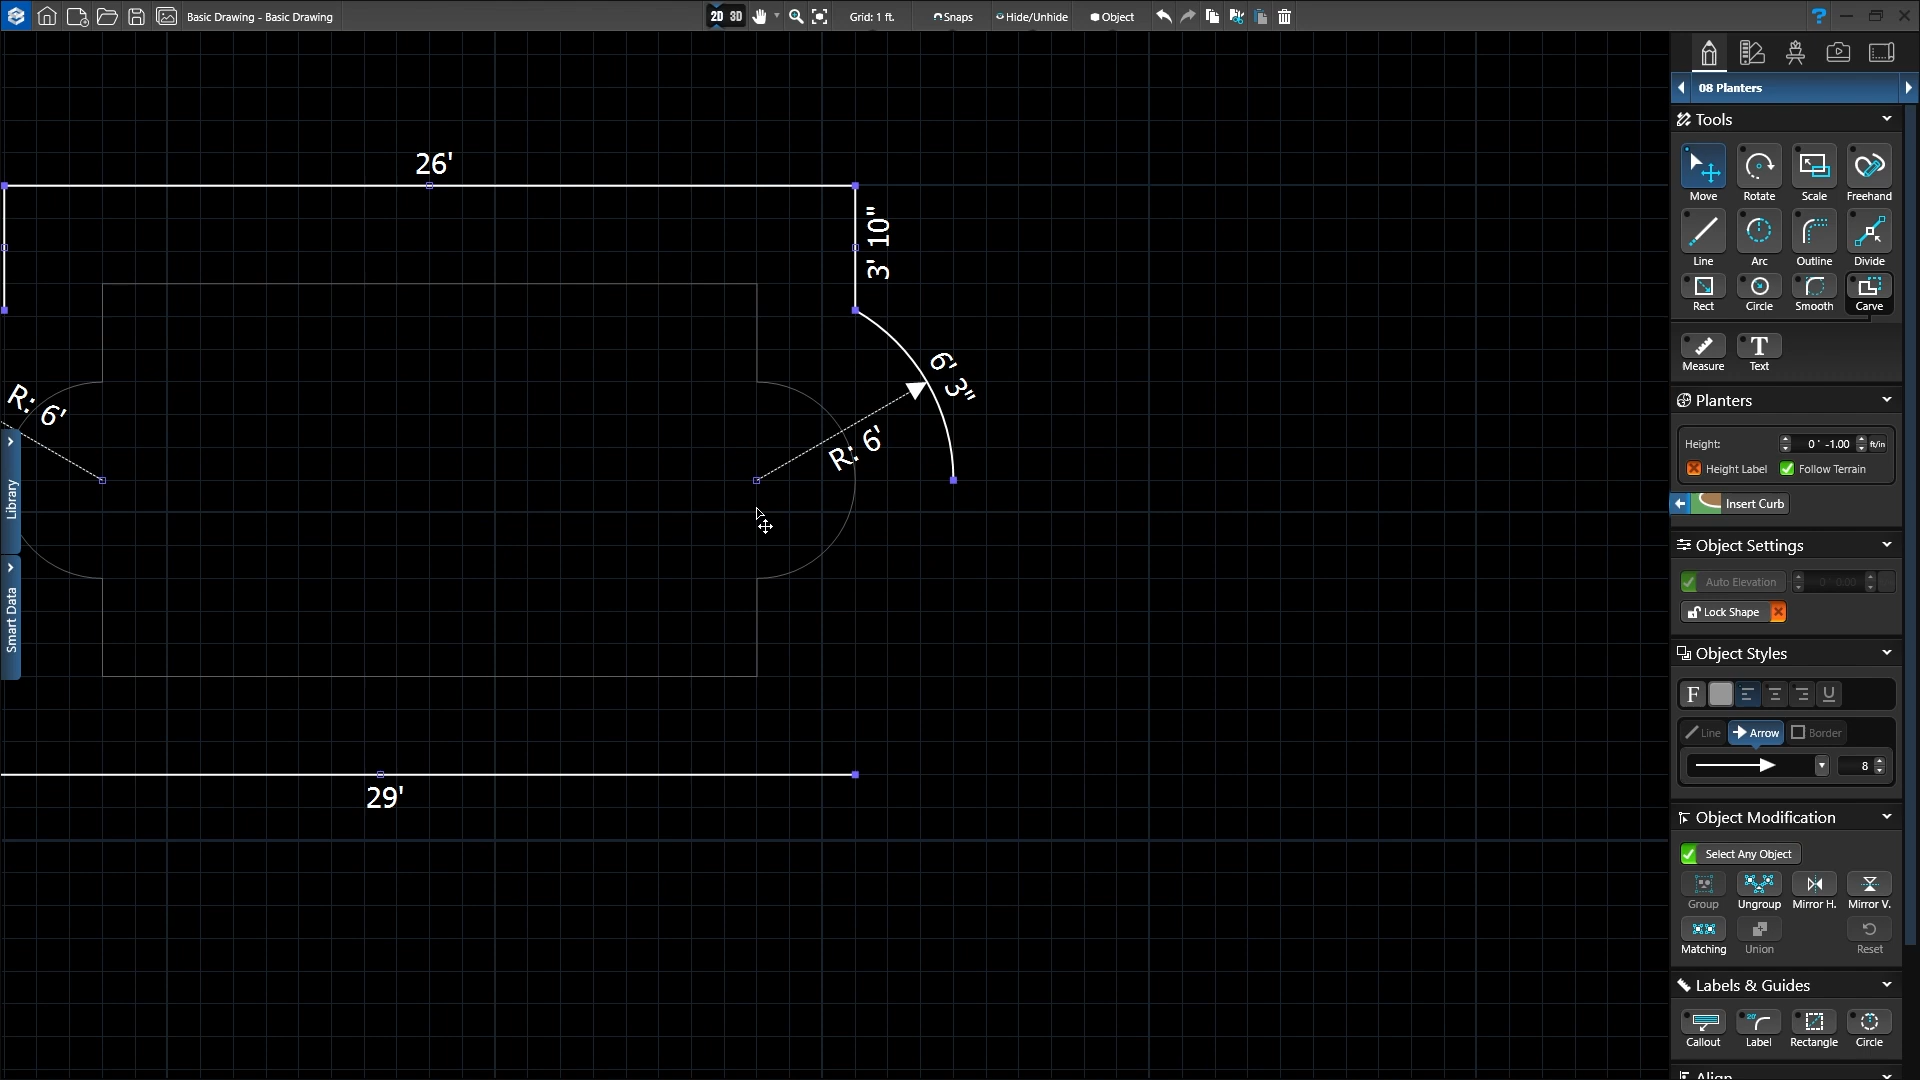 Basic Drawing - Basic Drawing
2D 3D
Grid: 1 ft.
Snaps
Hide/Unhide
Object
?
08 Planters
Tools
Move Rotate Scale Freehand
Line Arc Outline Divide
Rect Circle Smooth Carve
Measure Text
Planters
Height: 0 ' -1.00 ft/in
Height Label Follow Terrain
Insert Curb
Object Settings
Auto Elevation 0 ' 0.00
Lock Shape
Object Styles
F U
Line Arrow Border
8
Object Modification
Select Any Object
Group Ungroup Mirror H. Mirror V.
Matching Union Reset
Labels & Guides
Callout Label Rectangle Circle
Align
26'
3' 10"
6' 3"
R: 6'
R: 6'
29'
Library
Smart Data